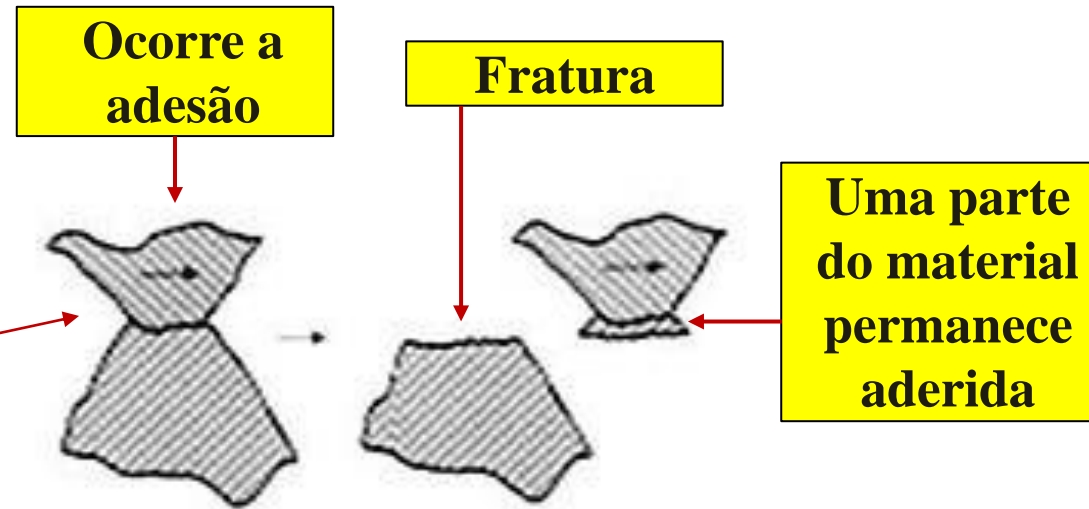 Ocorre a
adesão
Fratura
Uma parte
do material
permanece
aderida